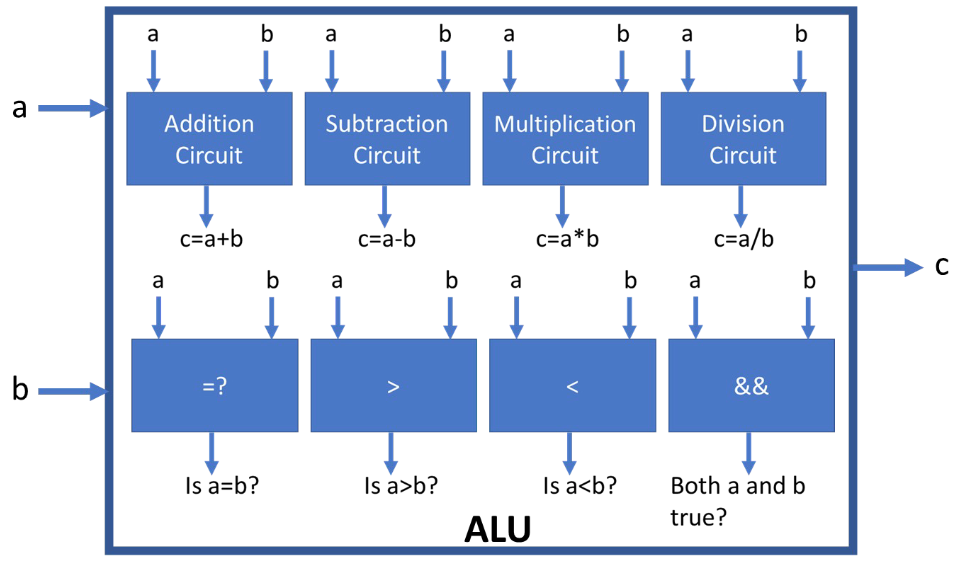 a b a b a b a b
a
Addition
Circuit
Subtraction
Circuit
Multiplication
Circuit
Division
Circuit
c=a+b
c=a-b
c=a*b
c=a/b
c
a b a b a b a b
b
=?
>
<
&&
Is a=b?
Is a>b?
Is a<b?
Both a and b
true?
ALU